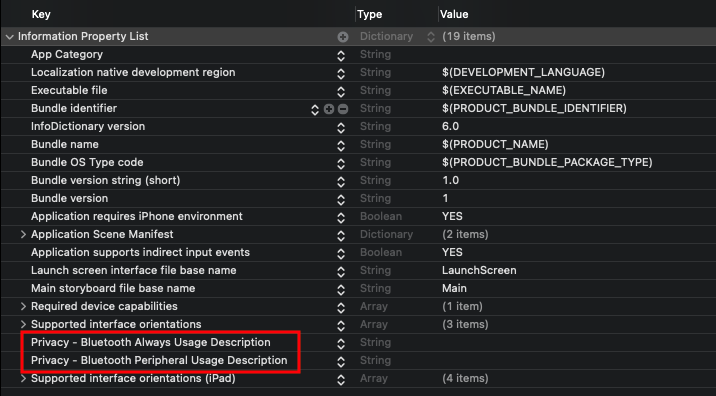 Key Type Value
Information Property List Dictionary (19 items)
App Category String
Localization native development region String $(DEVELOPMENT_LANGUAGE)
Executable file String $(EXECUTABLE_NAME)
Bundle identifier String $(PRODUCT_BUNDLE_IDENTIFIER)
InfoDictionary version String 6.0
Bundle name String $(PRODUCT_NAME)
Bundle OS Type code String $(PRODUCT_BUNDLE_PACKAGE_TYPE)
Bundle version string (short) String 1.0
Bundle version String 1
Application requires iPhone environment Boolean YES
Application Scene Manifest Dictionary (2 items)
Application supports indirect input events Boolean YES
Launch screen interface file base name String LaunchScreen
Main storyboard file base name String Main
Required device capabilities Array (1 item)
Supported interface orientations Array (3 items)
Privacy - Bluetooth Always Usage Description String
Privacy - Bluetooth Peripheral Usage Description String
Supported interface orientations (iPad) Array (4 items)